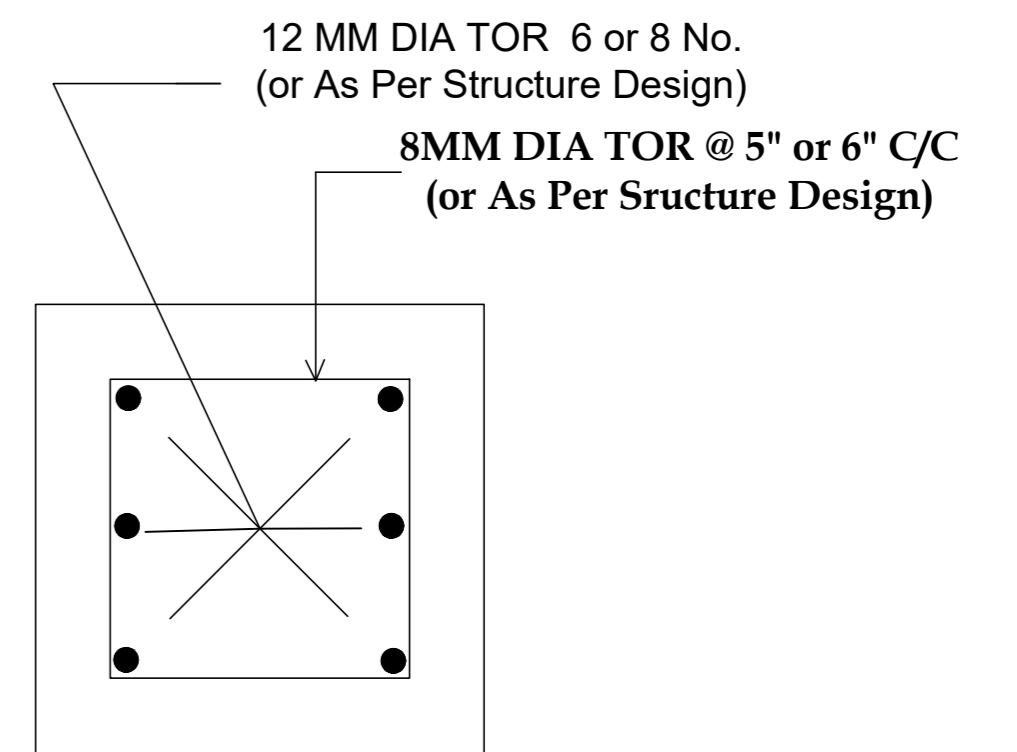 12 MM DIA TOR 6 or 8 No.
(or As Per Structure Design)
8MM DIA TOR @ 5" or 6" C/C
(or As Per Sructure Design)